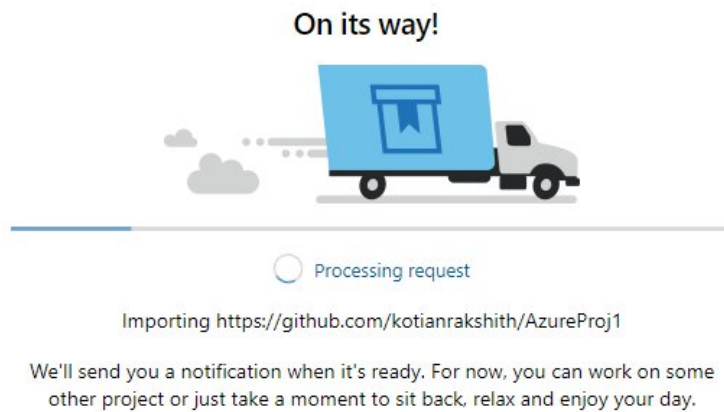 On its way!
Processing request
Importing https://github.com/kotianrakshith/AzureProj1
We'll send you a notification when it's ready. For now, you can work on some
other project or just take a moment to sit back, relax and enjoy your day.